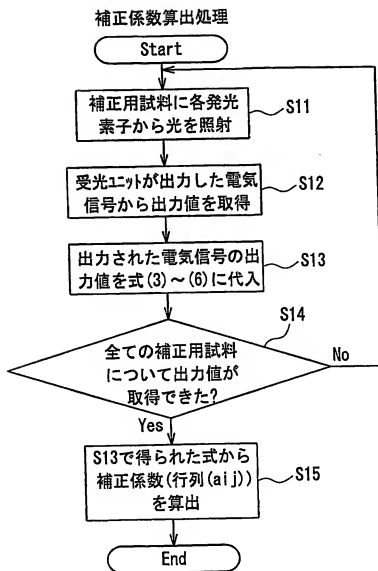 補正係数算出処理
Start
補正用試料に各発光
素子から光を照射
S11
受光ユニットが出力した電気
信号から出力値を取得
S12
出力された電気信号の出
力値を式(3)～(6)に代入
S13
S14
全ての補正用試料
について出力値が
取得できた?
No
Yes
S13で得られた式から
補正係数(行列(aij))
を算出
S15
End